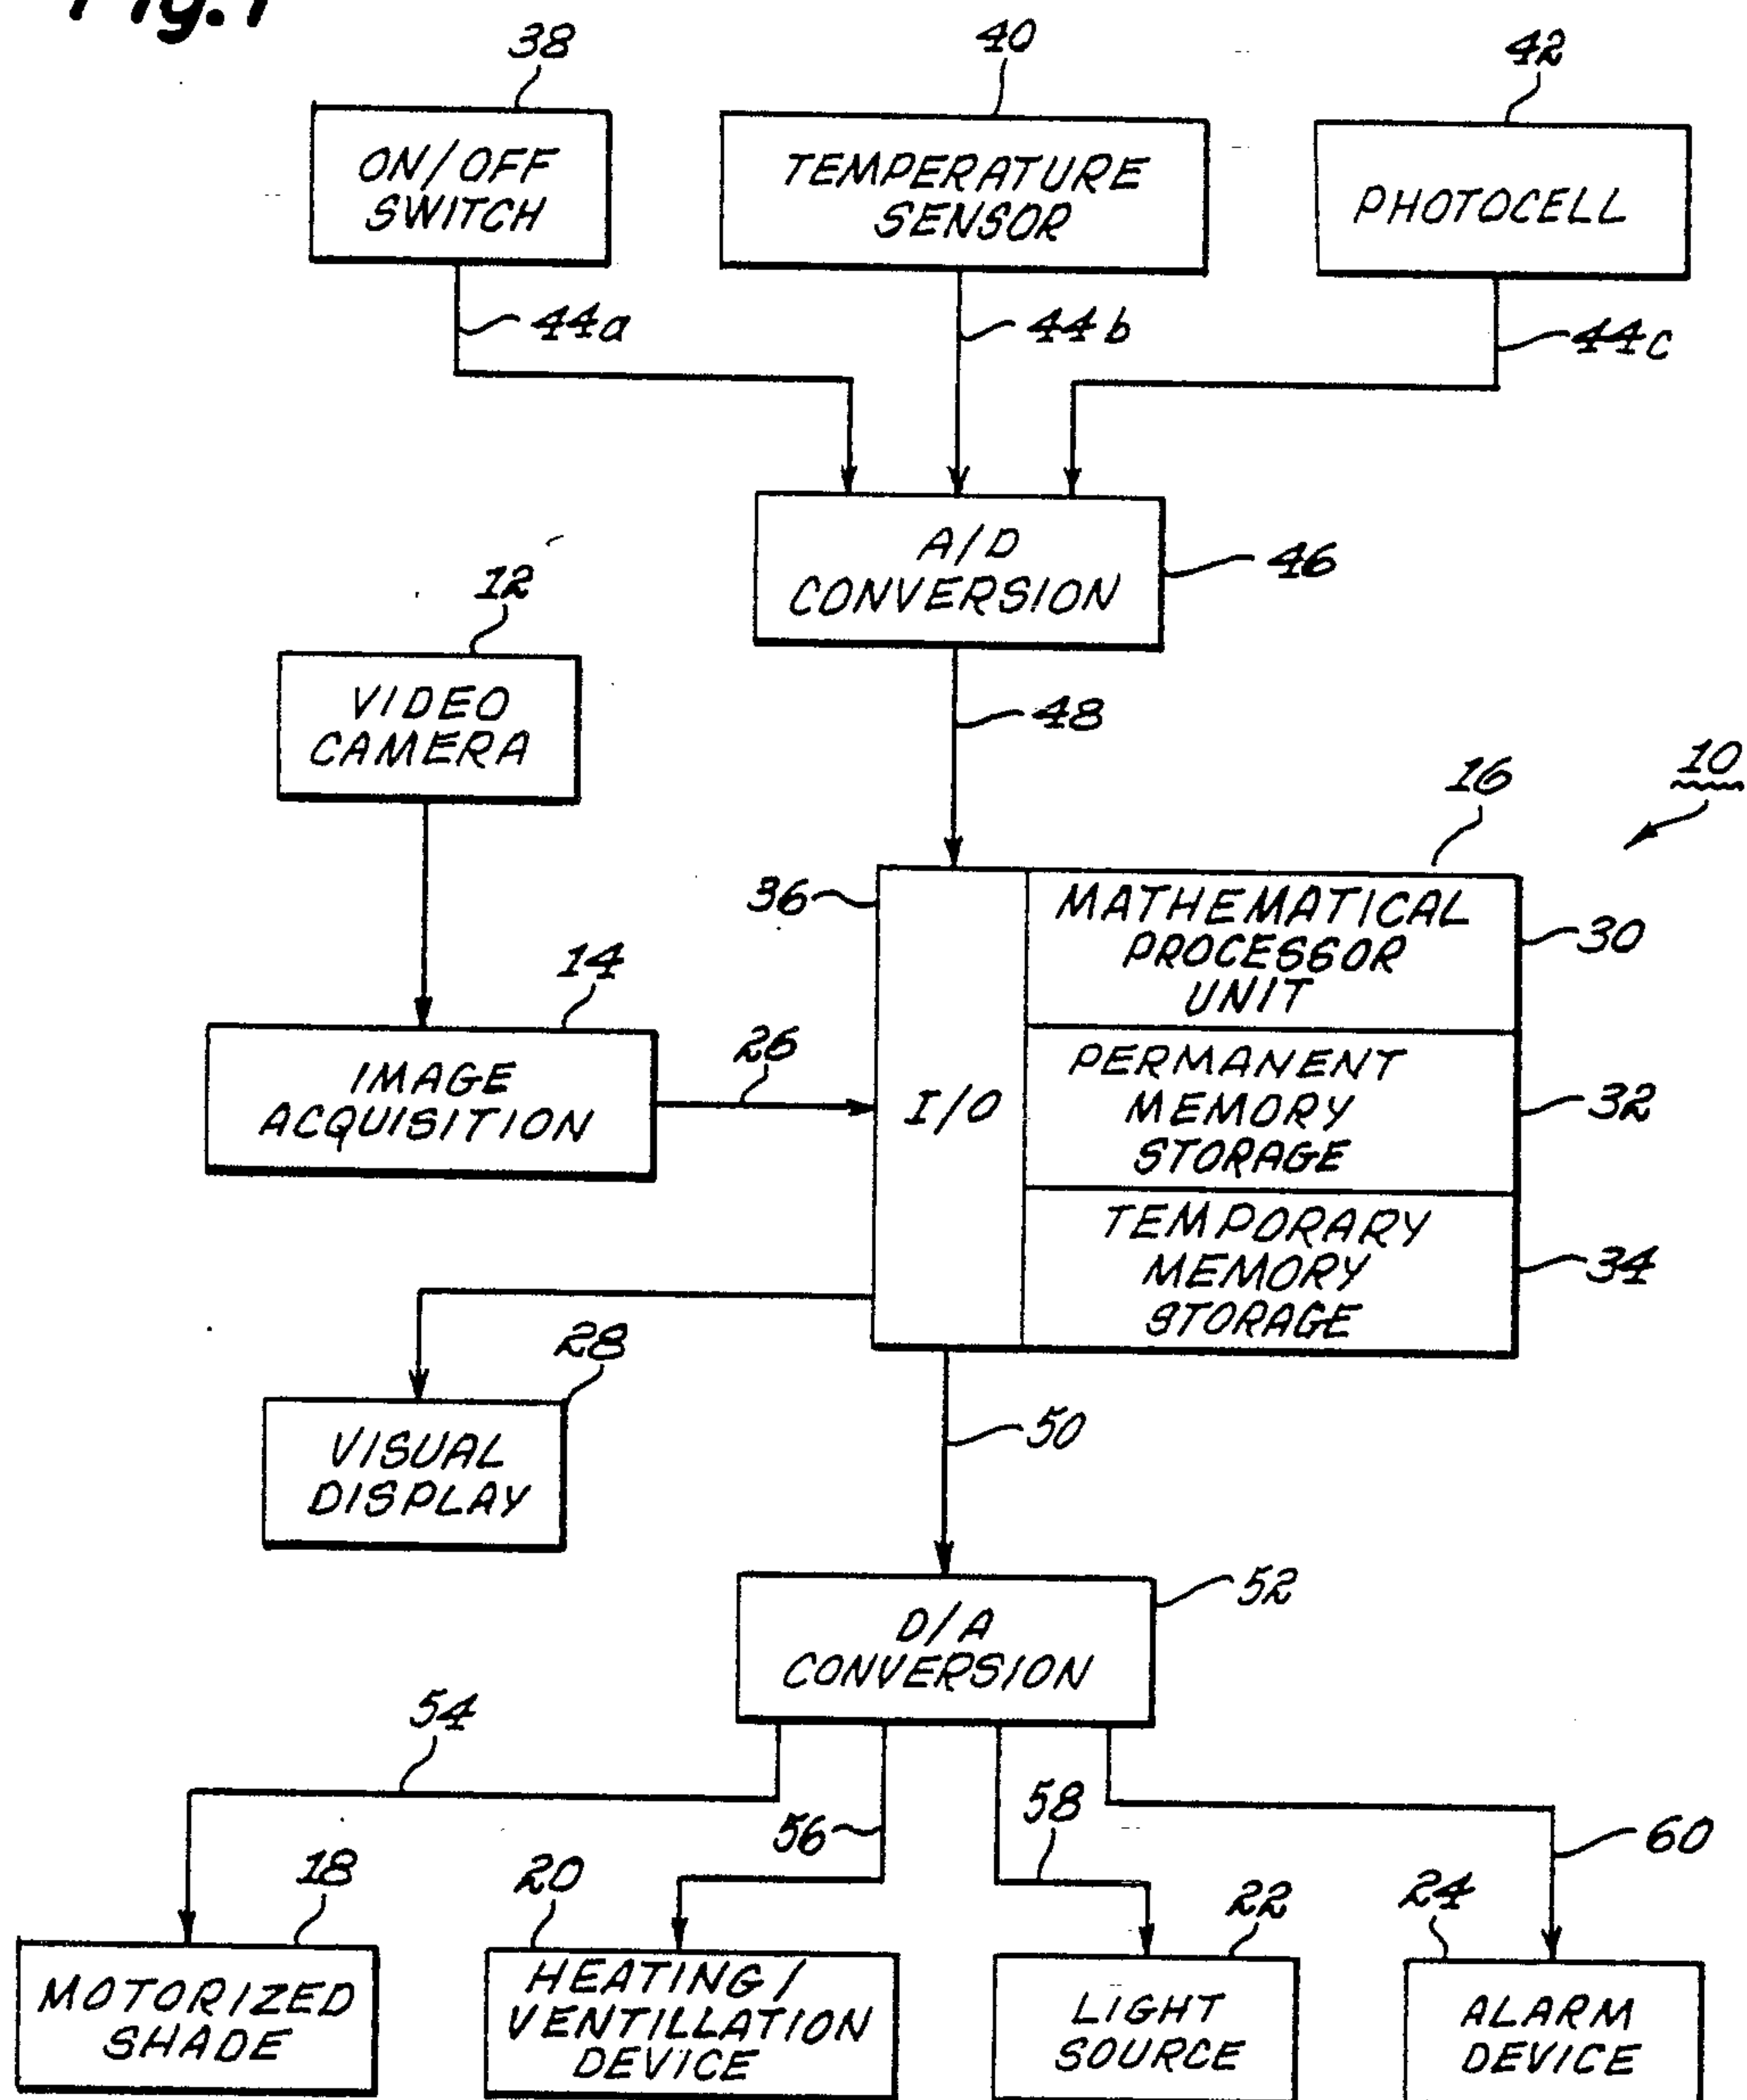 Fig.1
38
40
42
ON/OFF
SWITCH
TEMPERATURE
SENSOR
PHOTOCELL
44a
44b
44c
A/D
CONVERSION
46
12
VIDEO
CAMERA
48
10
16
36
MATHEMATICAL
PROCESSOR
UNIT
30
14
IMAGE
ACQUISITION
26
I/O
PERMANENT
MEMORY
STORAGE
32
TEMPORARY
MEMORY
STORAGE
34
28
VISUAL
DISPLAY
50
D/A
CONVERSION
52
54
56
58
60
18
20
22
24
MOTORIZED
SHADE
HEATING/
VENTILLATION
DEVICE
LIGHT
SOURCE
ALARM
DEVICE